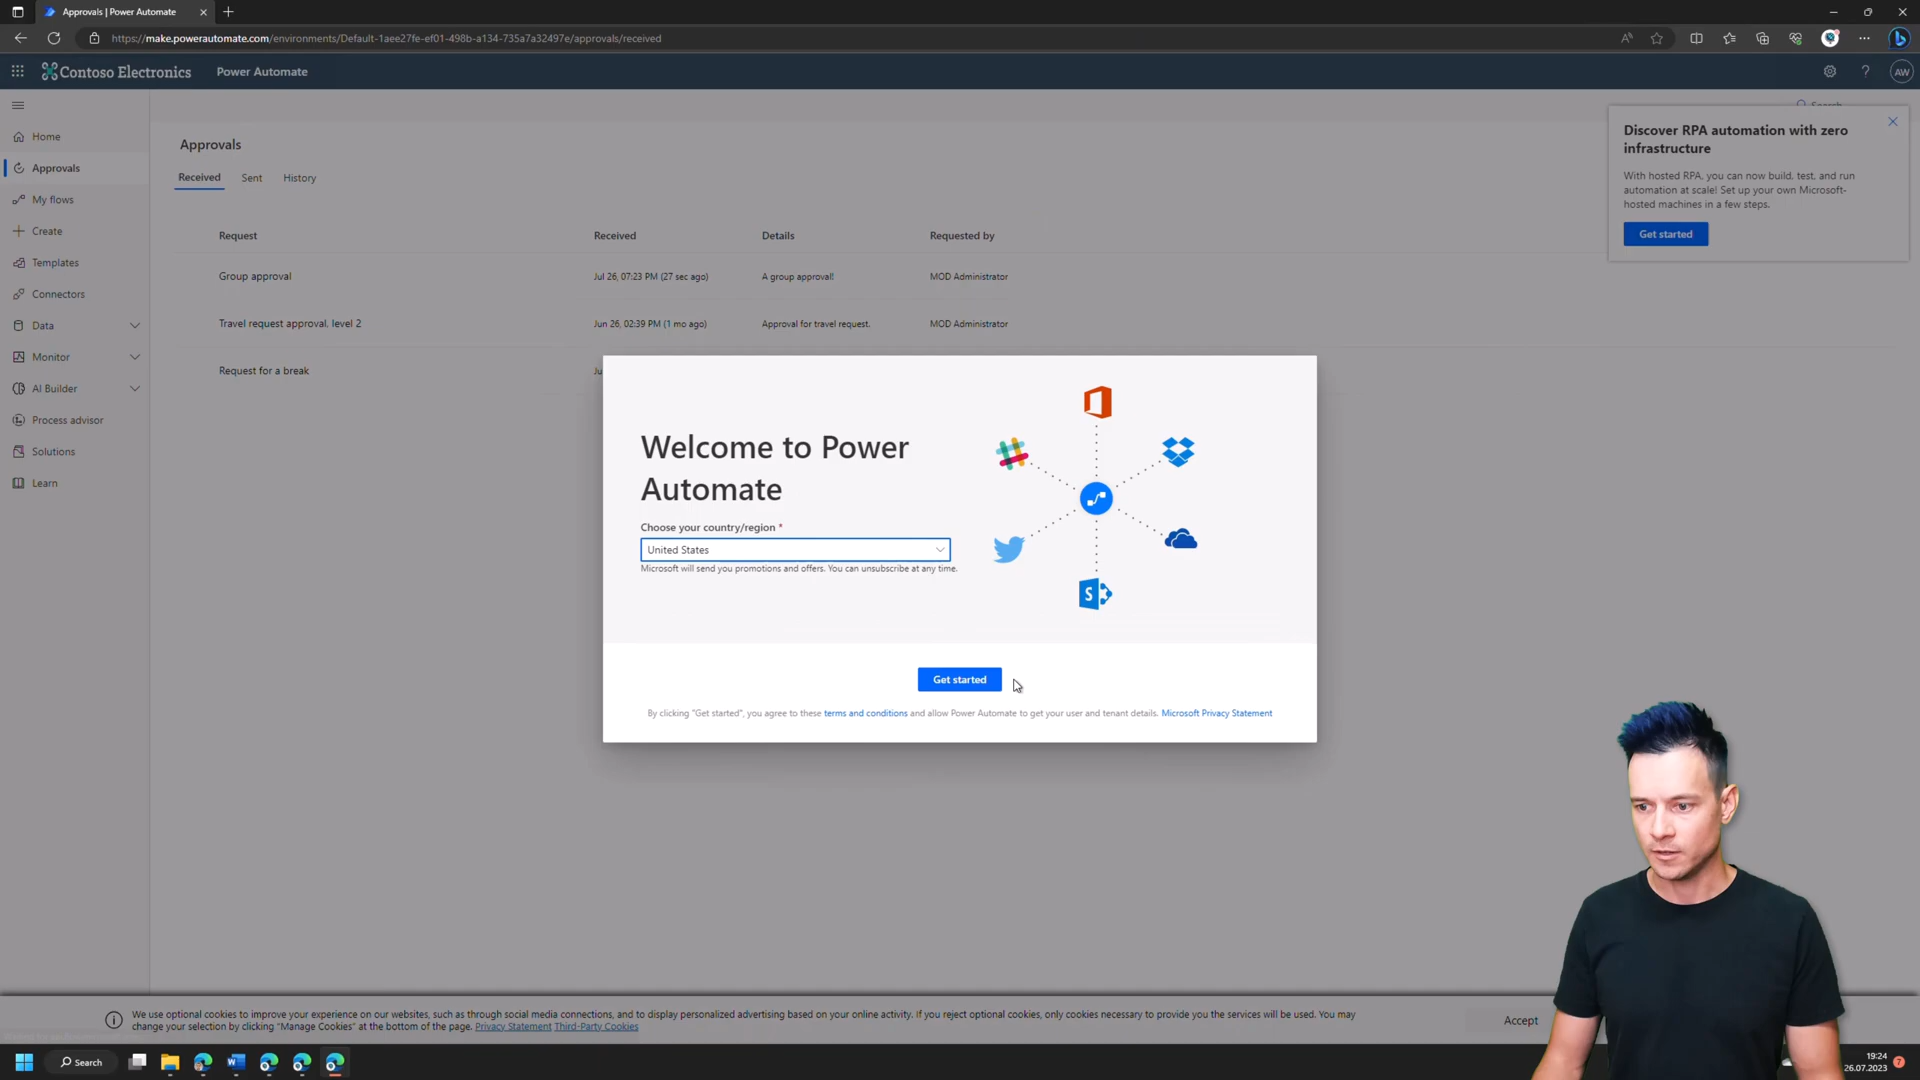 Approvals | Power Automate
https://make.powerautomate.com/environments/Default-1aee27fe-ef01-498b-a134-735a7a32497e/approvals/received
Contoso Electronics
Power Automate
AW
Search
Home
Approvals
My flows
Create
Templates
Connectors
Data
Monitor
AI Builder
Process advisor
Solutions
Learn
Approvals
Received
Sent
History
Request
Received
Details
Requested by
Group approval
Jul 26, 07:23 PM (27 sec ago)
A group approval!
MOD Administrator
Travel request approval. level 2
Jun 26, 02:39 PM (1 mo ago)
Approval for travel request.
MOD Administrator
Request for a break
Discover RPA automation with zero
infrastructure
With hosted RPA, you can now build, test, and run
automation at scale! Set up your own Microsoft-
hosted machines in a few steps.
Get started
Welcome to Power
Automate
Choose your country/region *
United States
Microsoft will send you promotions and offers. You can unsubscribe at any time.
Get started
By clicking "Get started", you agree to these terms and conditions and allow Power Automate to get your user and tenant details. Microsoft Privacy Statement
We use optional cookies to improve your experience on our websites, such as through social media connections, and to display personalized advertising based on your online activity. If you reject optional cookies, only cookies necessary to provide you the services will be used. You may
change your selection by clicking "Manage Cookies" at the bottom of the page. Privacy Statement Third-Party Cookies
Accept
Search
19:24
26.07.2023
7